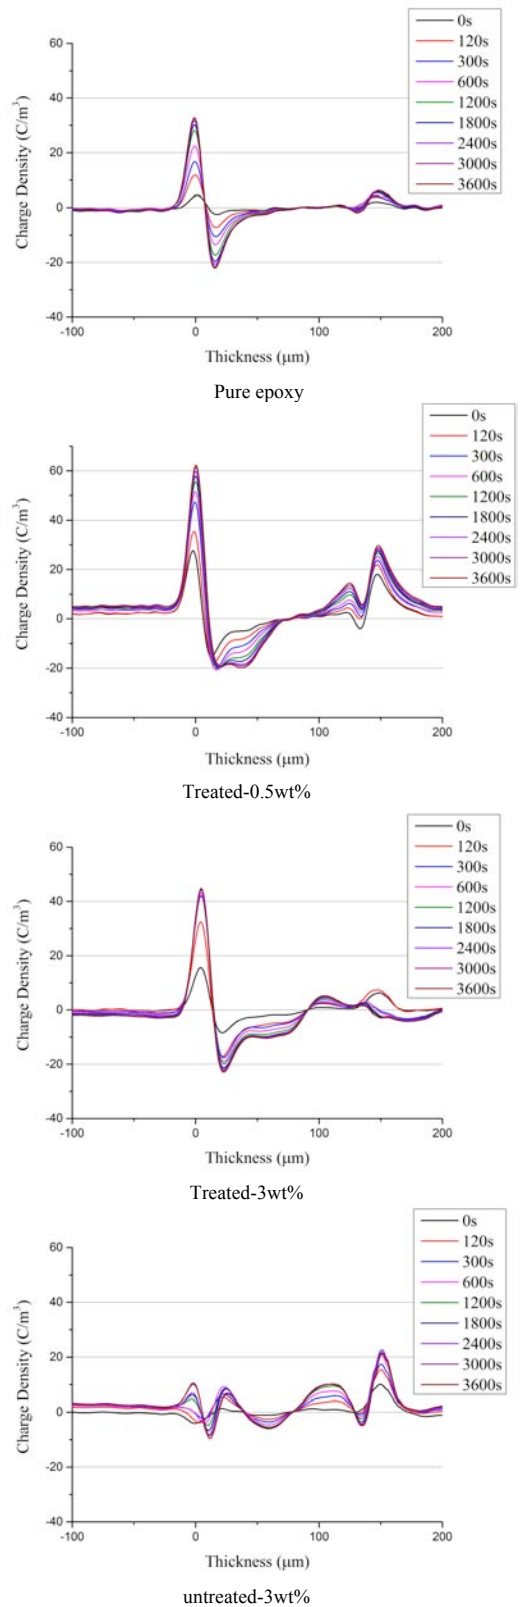 0s
120s
300s
600s
1200s
1800s
2400s
3000s
3600s
60
40
20
0
-20
-40
Charge Density (C/m³)
-100 0 100 200
Thickness (μm)
Pure epoxy
0s
120s
300s
600s
1200s
1800s
2400s
3000s
3600s
60
40
20
0
-20
-40
Charge Density (C/m³)
-100 0 100 200
Thickness (μm)
Treated-0.5wt%
0s
120s
300s
600s
1200s
1800s
2400s
3000s
3600s
60
40
20
0
-20
-40
Charge Density (C/m³)
-100 0 100 200
Thickness (μm)
Treated-3wt%
0s
120s
300s
600s
1200s
1800s
2400s
3000s
3600s
60
40
20
0
-20
-40
Charge Density (C/m³)
-100 0 100 200
Thickness (μm)
untreated-3wt%